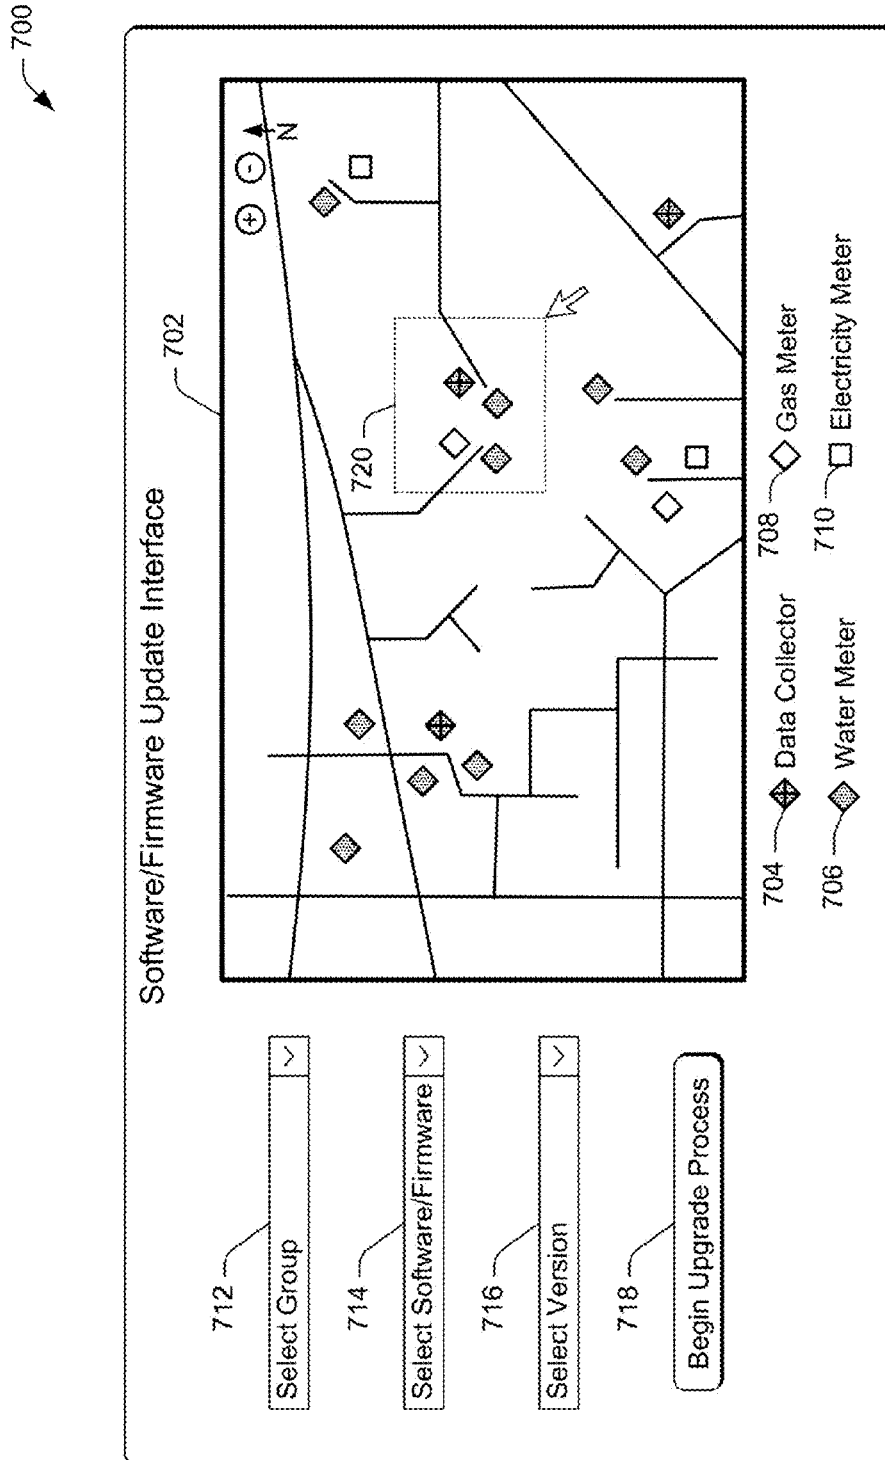 700
Software/Firmware Update Interface
702
712
Select Group
714
Select Software/Firmware
716
Select Version
718
Begin Upgrade Process
+
-
N
720
704
Data Collector
708
Gas Meter
706
Water Meter
710
Electricity Meter